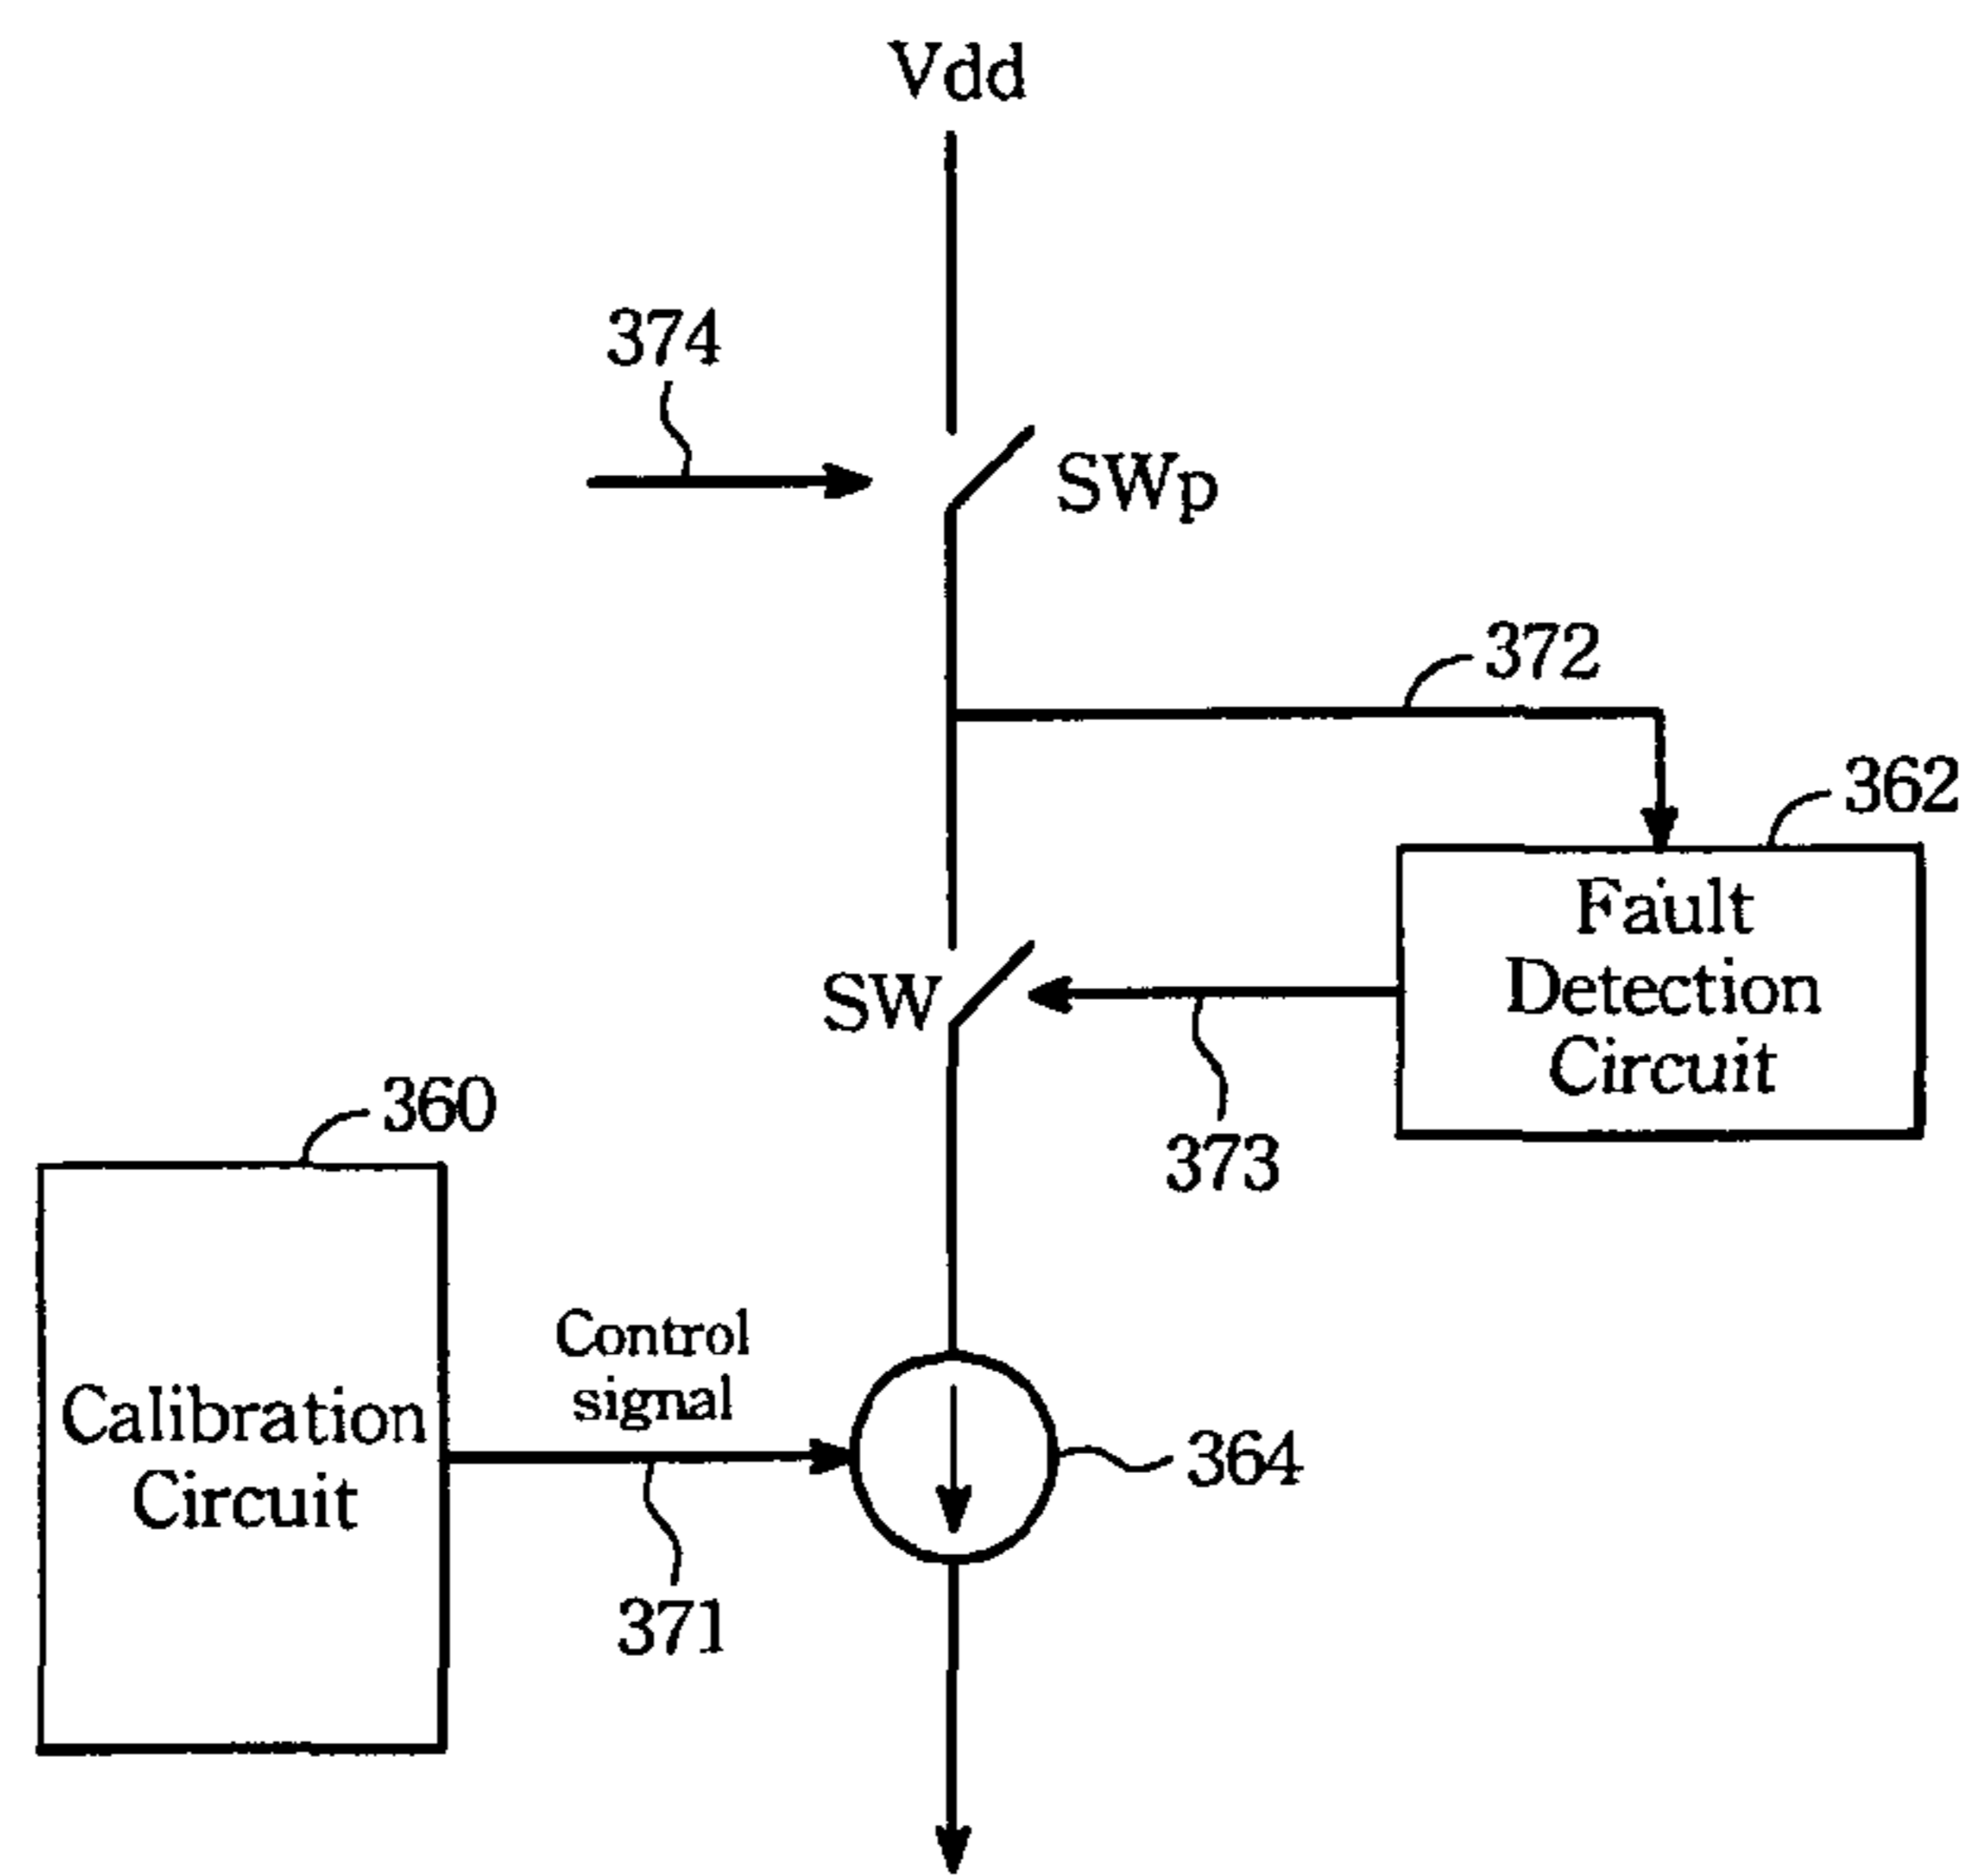 Vdd
374
SWp
372
362
Fault
Detection
Circuit
SW
373
360
Calibration
Circuit
Control
signal
371
364